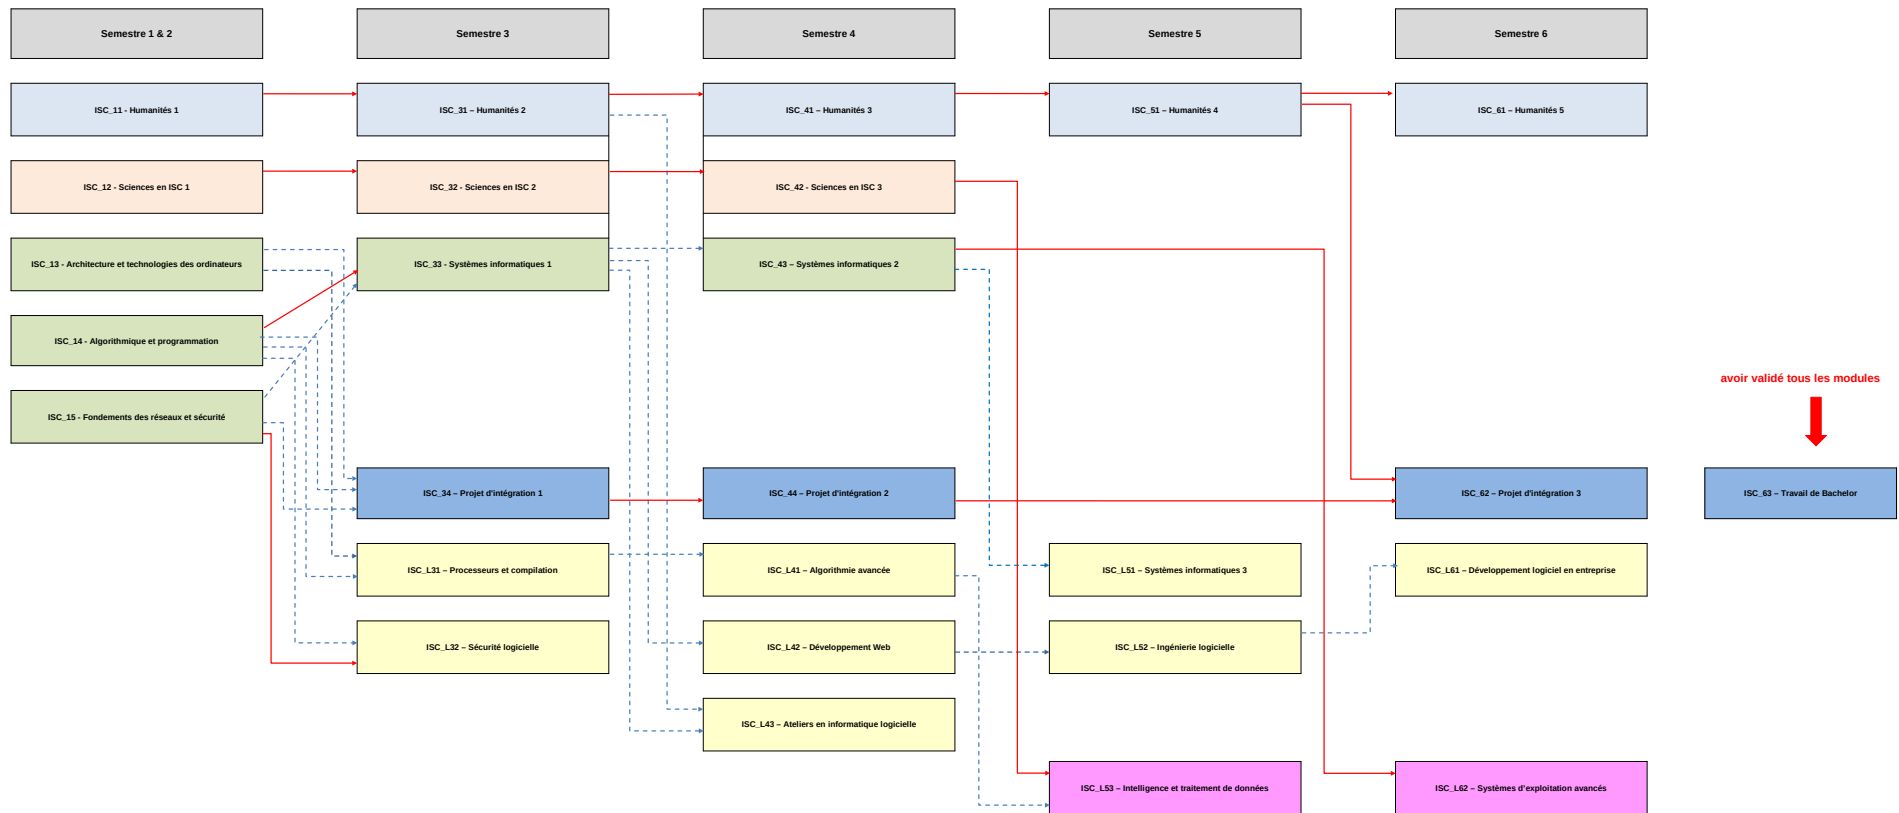 Semestre 1 & 2
Semestre 3
Semestre 4
Semestre 5
Semestre 6
ISC_11 - Humanités 1
ISC_31 – Humanités 2
ISC_41 – Humanités 3
ISC_51 – Humanités 4
ISC_61 – Humanités 5
ISC_12 - Sciences en ISC 1
ISC_32 - Sciences en ISC 2
ISC_42 - Sciences en ISC 3
ISC_13 - Architecture et technologies des ordinateurs
ISC_33 - Systèmes informatiques 1
ISC_43 – Systèmes informatiques 2
ISC_14 - Algorithmique et programmation
avoir validé tous les modules
ISC_15 - Fondements des réseaux et sécurité
ISC_34 – Projet d'intégration 1
ISC_44 – Projet d'intégration 2
ISC_62 – Projet d'intégration 3
ISC_63 – Travail de Bachelor
ISC_L31 – Processeurs et compilation
ISC_L41 – Algorithmie avancée
ISC_L51 – Systèmes informatiques 3
ISC_L61 – Développement logiciel en entreprise
ISC_L32 – Sécurité logicielle
ISC_L42 – Développement Web
ISC_L52 – Ingénierie logicielle
ISC_L43 – Ateliers en informatique logicielle
ISC_L53 – Intelligence et traitement de données
ISC_L62 – Systèmes d'exploitation avancés